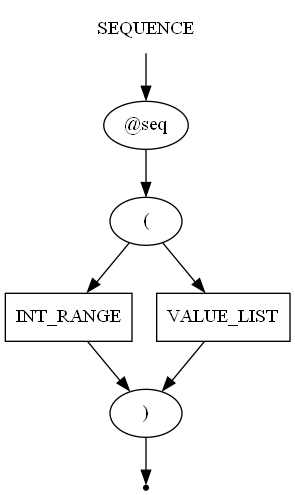 SEQUENCE
@seq
(
INT_RANGE VALUE_LIST
)